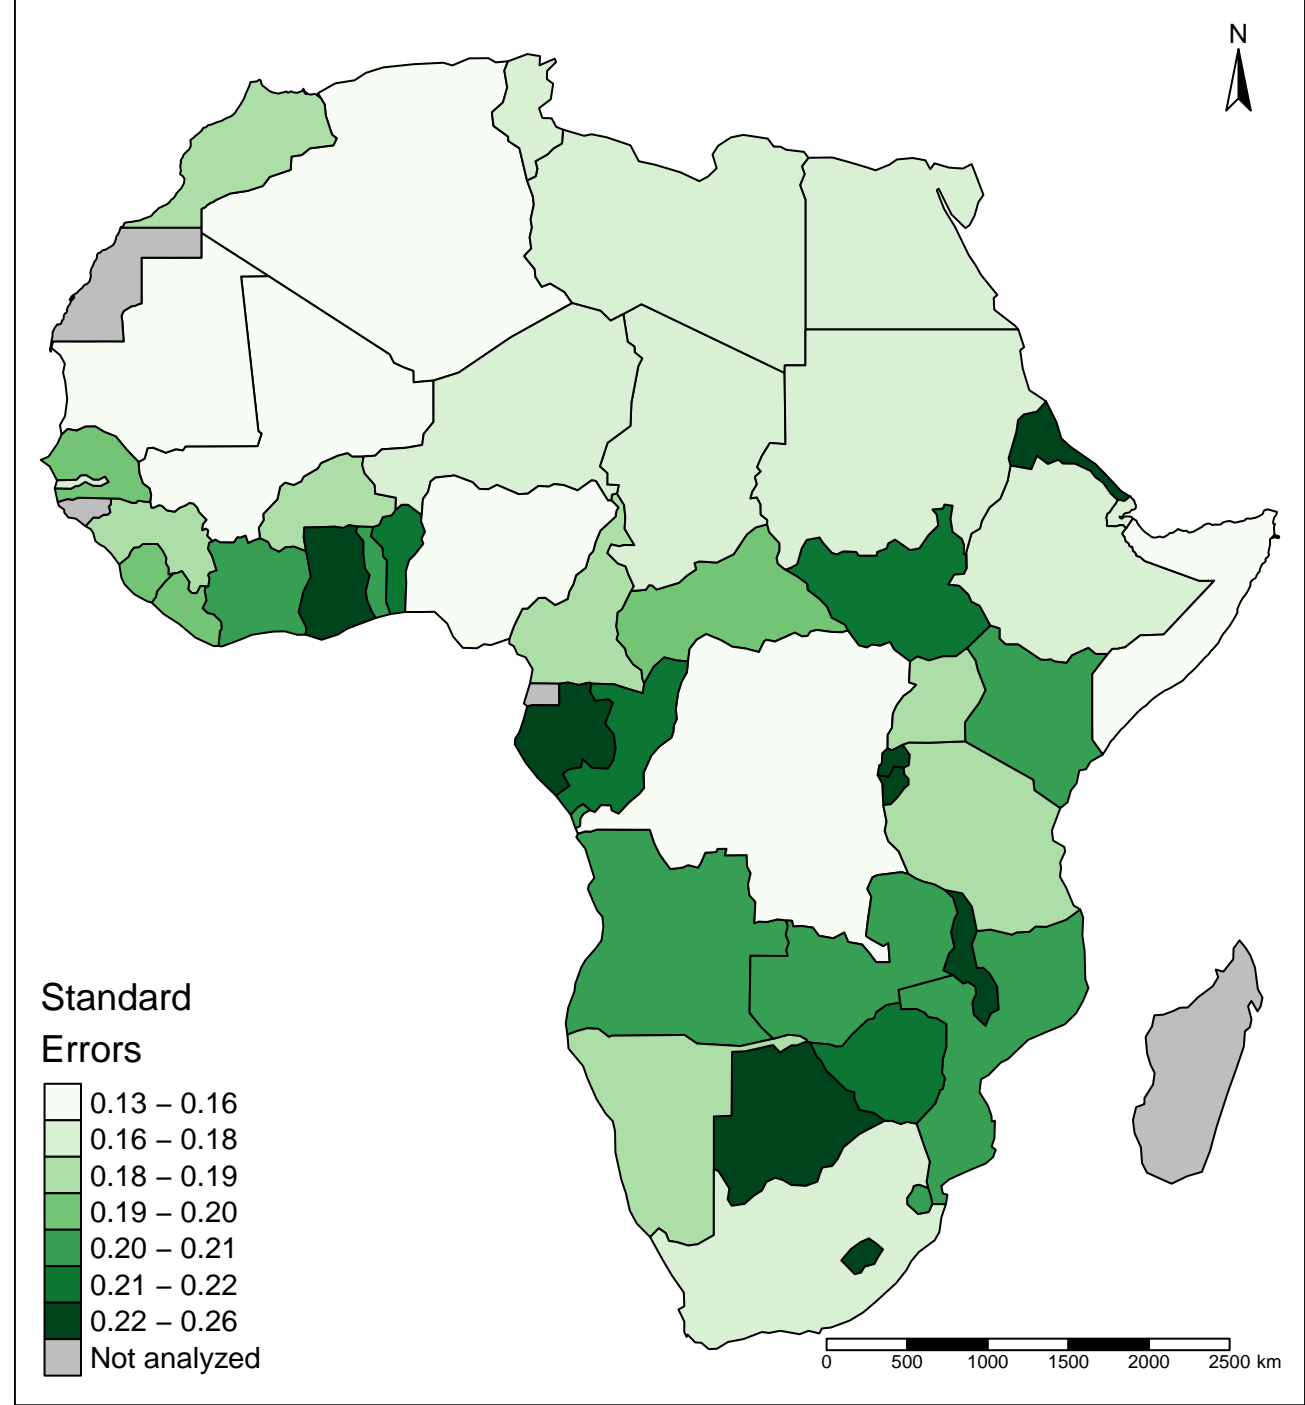 N
Standard
Errors
0.13 – 0.16
0.16 – 0.18
0.18 – 0.19
0.19 – 0.20
0.20 – 0.21
0.21 – 0.22
0.22 – 0.26
Not analyzed
0 500 1000 1500 2000 2500 km